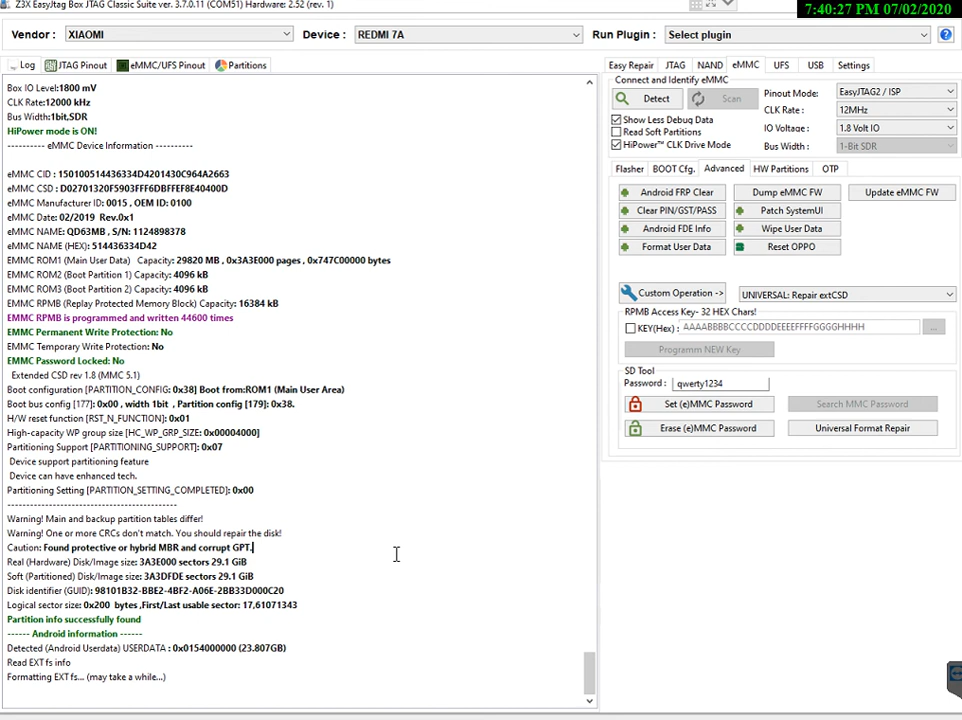 Z3X EasyJtag Box JTAG Classic Suite ver. 3.7.0.11 (COM51) Hardware: 2.52 (rev. 1)
7:40:27 PM 07/02/2020
Vendor : XIAOMI Device : REDMI 7A Run Plugin : Select plugin
Log JTAG Pinout eMMC/UFS Pinout Partitions
Box IO Level:1800 mV
CLK Rate:12000 kHz
Bus Width:1bit,SDR
HiPower mode is ON!
---------- eMMC Device Information ----------
eMMC CID : 150100514436334D4201430C964A2663
eMMC CSD : D02701320F5903FFF6DBFFEF8E40400D
eMMC Manufacturer ID: 0015 , OEM ID: 0100
eMMC Date: 02/2019 Rev.0x1
eMMC NAME: QD63MB , S/N: 1124898378
eMMC NAME (HEX): 514436334D42
EMMC ROM1 (Main User Data) Capacity: 29820 MB , 0x3A3E000 pages , 0x747C00000 bytes
EMMC ROM2 (Boot Partition 1) Capacity: 4096 kB
EMMC ROM3 (Boot Partition 2) Capacity: 4096 kB
EMMC RPMB (Replay Protected Memory Block) Capacity: 16384 kB
EMMC RPMB is programmed and written 44600 times
EMMC Permanent Write Protection: No
EMMC Temporary Write Protection: No
EMMC Password Locked: No
Extended CSD rev 1.8 (MMC 5.1)
Boot configuration [PARTITION_CONFIG: 0x38] Boot from:ROM1 (Main User Area)
Boot bus config [177]: 0x00 , width 1bit , Partition config [179]: 0x38.
H/W reset function [RST_N_FUNCTION]: 0x01
High-capacity WP group size [HC_WP_GRP_SIZE: 0x00004000]
Partitioning Support [PARTITIONING_SUPPORT]: 0x07
Device support partitioning feature
Device can have enhanced tech.
Partitioning Setting [PARTITION_SETTING_COMPLETED]: 0x00
--------------------------------------------
Warning! Main and backup partition tables differ!
Warning! One or more CRCs don't match. You should repair the disk!
Caution: Found protective or hybrid MBR and corrupt GPT.
Real (Hardware) Disk/Image size: 3A3E000 sectors 29.1 GiB
Soft (Partitioned) Disk/Image size: 3A3DFDE sectors 29.1 GiB
Disk identifier (GUID): 98101B32-BBE2-4BF2-A06E-2BB33D000C20
Logical sector size: 0x200 bytes ,First/Last usable sector: 17,61071343
Partition info successfully found
------ Android information ------
Detected (Android Userdata) USERDATA : 0x0154000000 (23.807GB)
Read EXT fs info
Formatting EXT fs... (may take a while...)
Easy Repair JTAG NAND eMMC UFS USB Settings
Connect and Identify eMMC
Detect Scan
Pinout Mode: EasyJTAG2 / ISP
CLK Rate : 12MHz
IO Voltage : 1.8 Volt IO
Bus Width : 1-Bit SDR
Show Less Debug Data
Read Soft Partitions
HiPower™ CLK Drive Mode
Flasher BOOT Cfg. Advanced HW Partitions OTP
Android FRP Clear Dump eMMC FW Update eMMC FW
Clear PIN/GST/PASS Patch SystemUI
Android FDE Info Wipe User Data
Format User Data Reset OPPO
Custom Operation -> UNIVERSAL: Repair extCSD
RPMB Access Key- 32 HEX Chars!
KEY(Hex) : AAAABBBBCCCCDDDDEEEEFFFFGGGGHHHH ...
Programm NEW Key
SD Tool
Password : qwerty1234
Set (e)MMC Password Search MMC Password
Erase (e)MMC Password Universal Format Repair